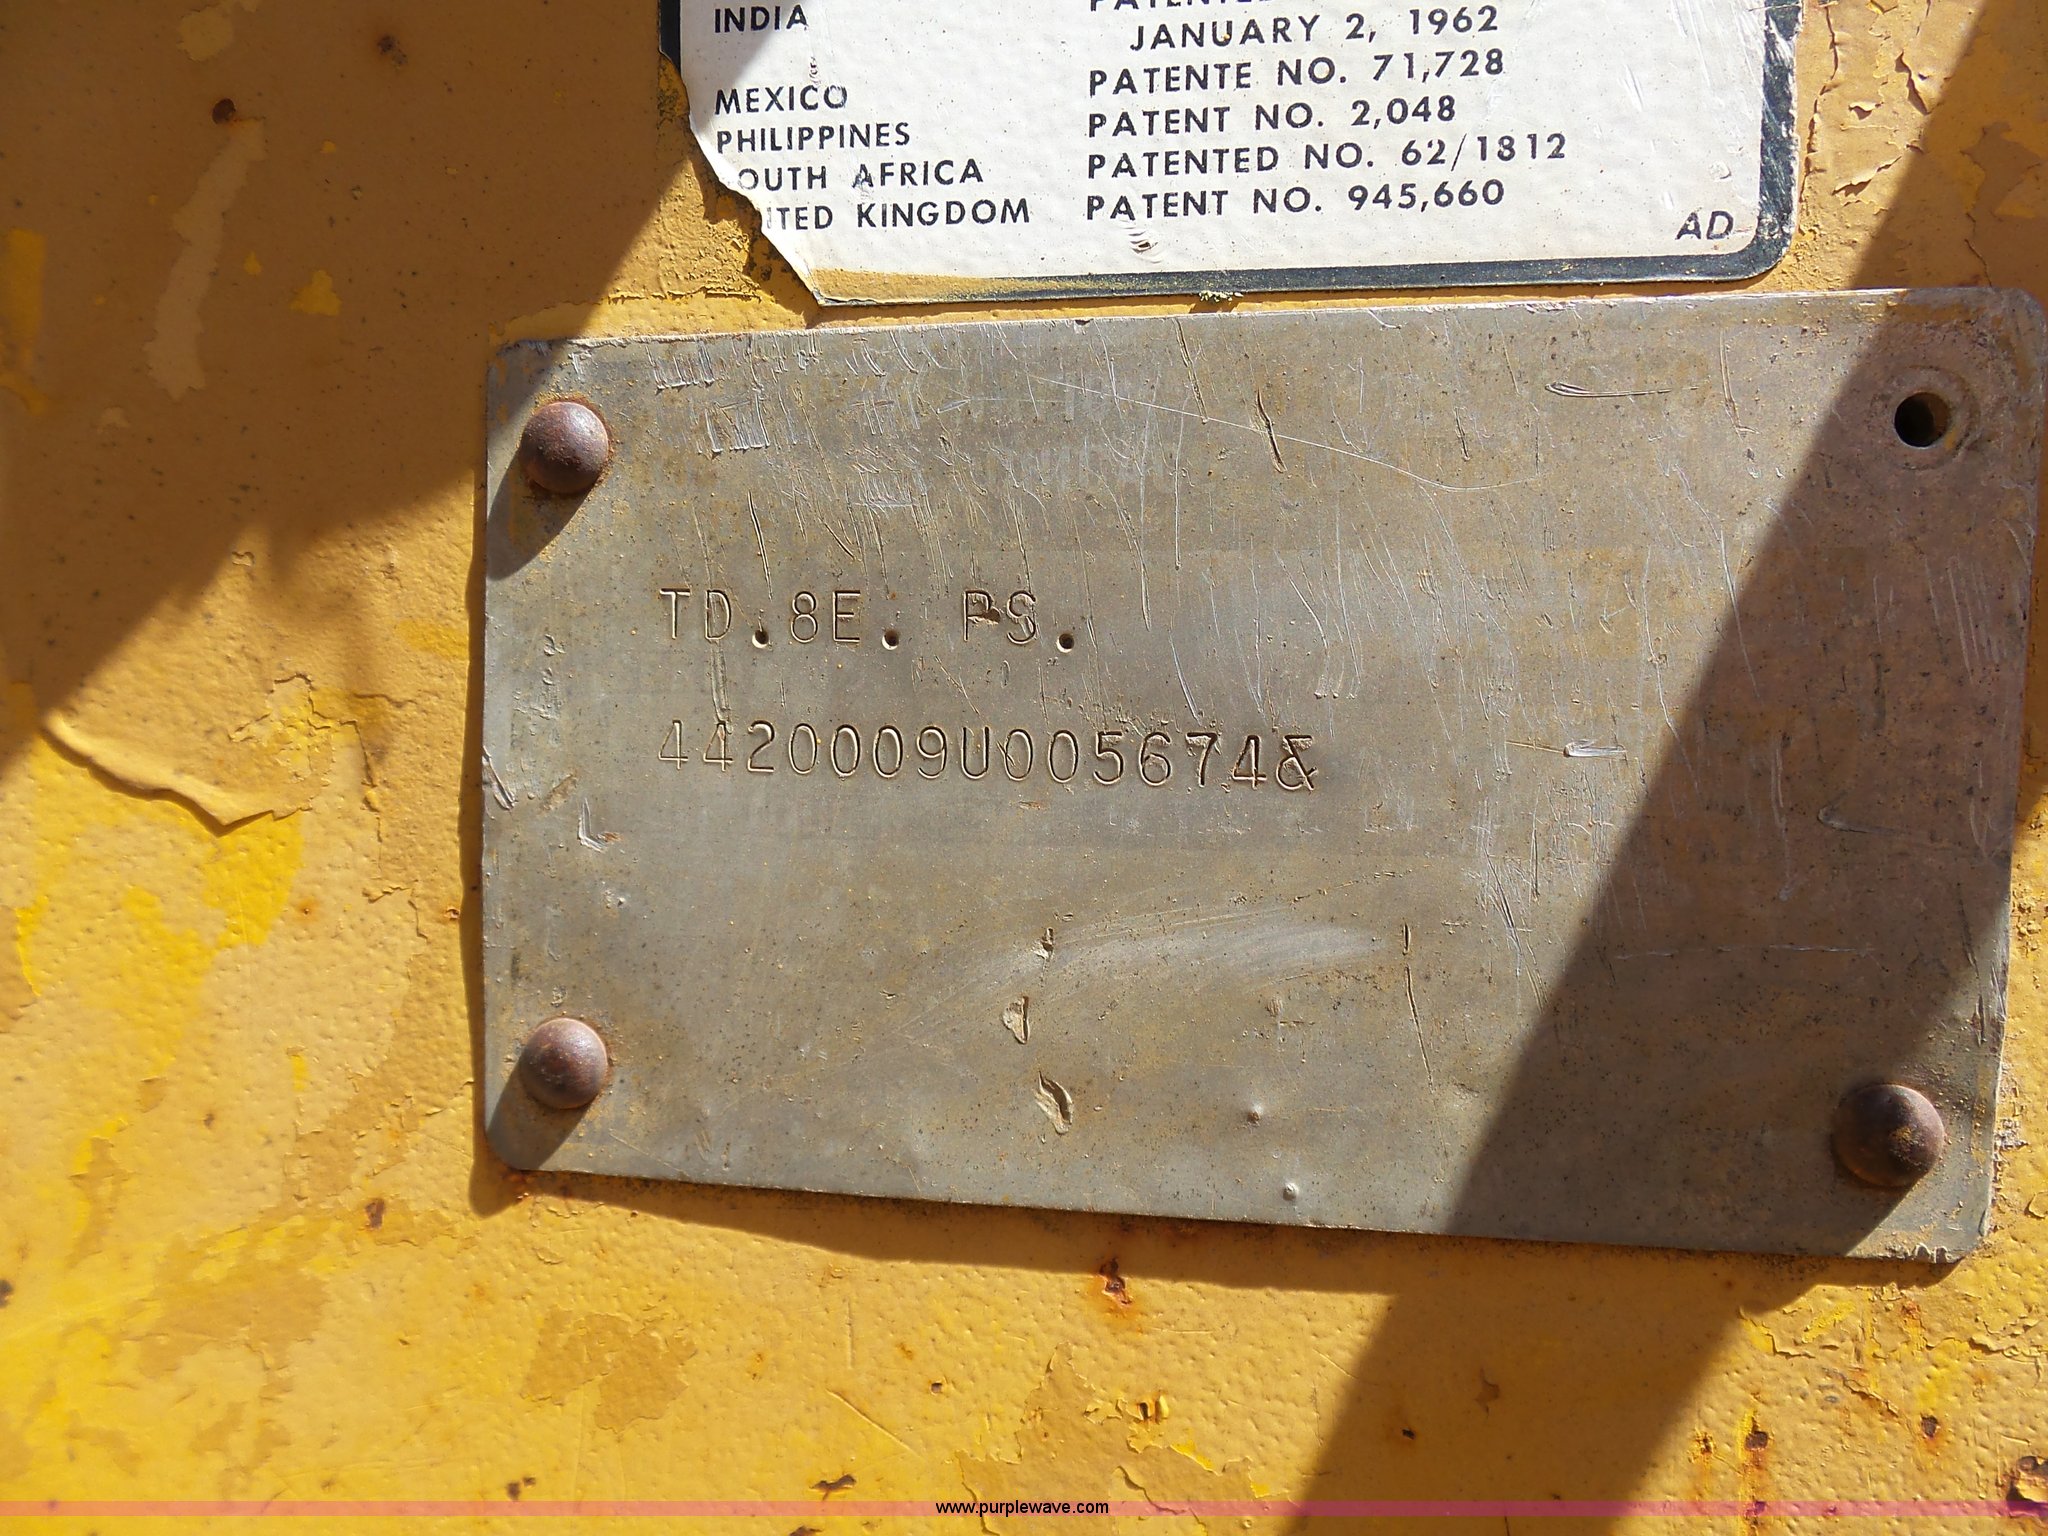 INDIA
JANUARY 2, 1962
MEXICO PATENTE NO. 71,728
PHILIPPINES PATENT NO. 2,048
OUTH AFRICA PATENTED NO. 62/1812
ITED KINGDOM PATENT NO. 945,660
AD
TD.8E. PS.
4420009U005674&
www.purplewave.com